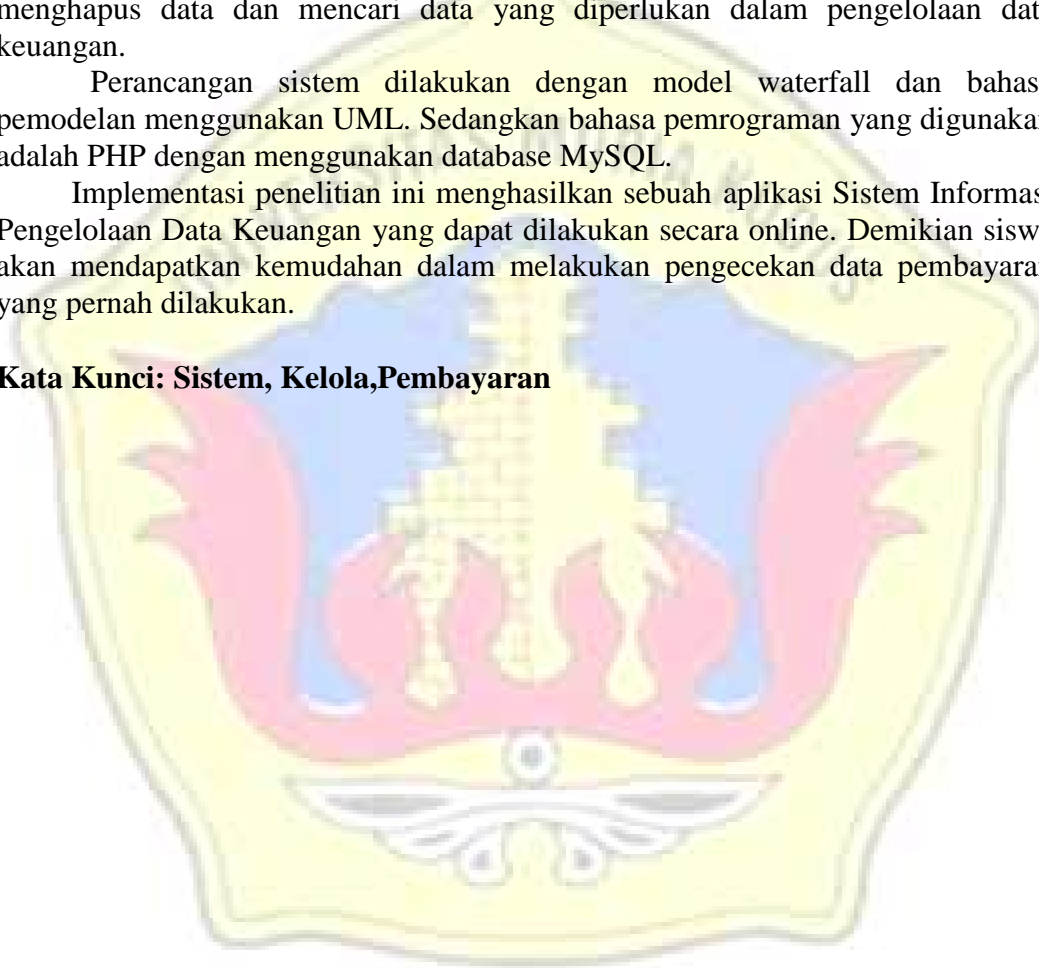 menghapus data dan mencari data yang diperlukan dalam pengelolaan dat
keuangan.
Perancangan sistem dilakukan dengan model waterfall dan bahas
pemodelan menggunakan UML. Sedangkan bahasa pemrograman yang digunakan
adalah PHP dengan menggunakan database MySQL.
Implementasi penelitian ini menghasilkan sebuah aplikasi Sistem Informas
Pengelolaan Data Keuangan yang dapat dilakukan secara online. Demikian sisw
akan mendapatkan kemudahan dalam melakukan pengecekan data pembayaran
yang pernah dilakukan.
Kata Kunci: Sistem, Kelola,Pembayaran
UNIVERSITAS MURIA KUDUS